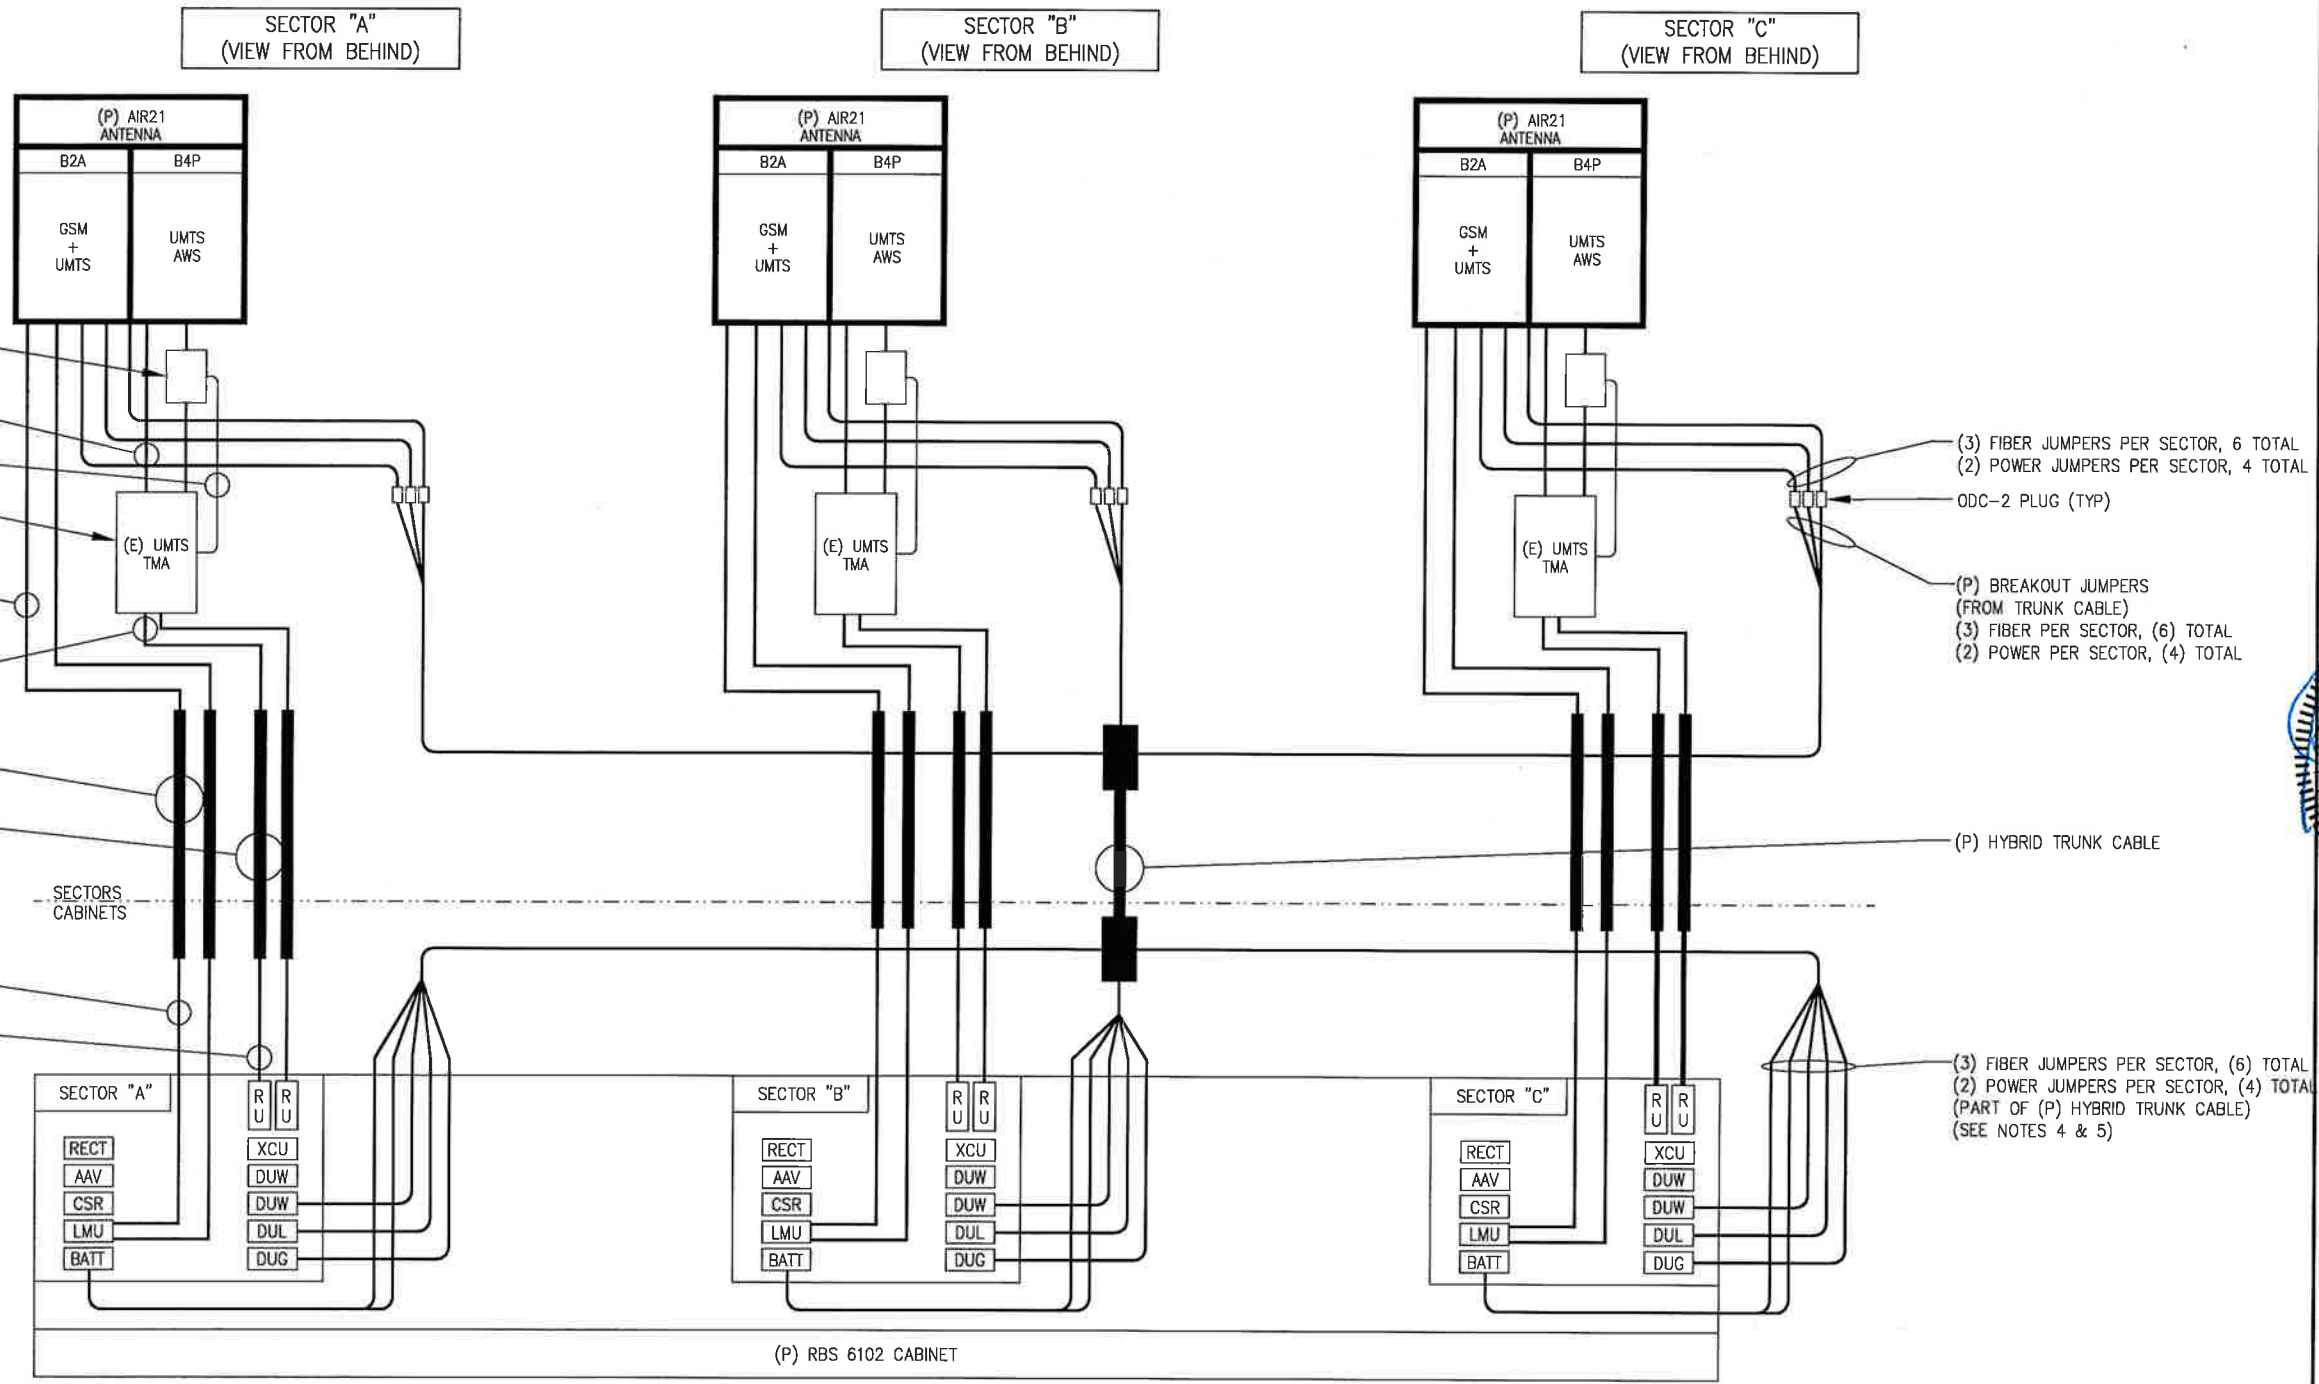 SECTOR "A"
(VIEW FROM BEHIND)
SECTOR "B"
(VIEW FROM BEHIND)
SECTOR "C"
(VIEW FROM BEHIND)
(P) AIR21
ANTENNA
B2A
B4P
GSM
+
UMTS
UMTS
AWS
(P) AIR21
ANTENNA
B2A
B4P
GSM
+
UMTS
UMTS
AWS
(P) AIR21
ANTENNA
B2A
B4P
GSM
+
UMTS
UMTS
AWS
(E) UMTS
TMA
(E) UMTS
TMA
(E) UMTS
TMA
(3) FIBER JUMPERS PER SECTOR, 6 TOTAL
(2) POWER JUMPERS PER SECTOR, 4 TOTAL
ODC-2 PLUG (TYP)
(P) BREAKOUT JUMPERS
(FROM TRUNK CABLE)
(3) FIBER PER SECTOR, (6) TOTAL
(2) POWER PER SECTOR, (4) TOTAL
(P) HYBRID TRUNK CABLE
SECTORS
CABINETS
(3) FIBER JUMPERS PER SECTOR, (6) TOTAL
(2) POWER JUMPERS PER SECTOR, (4) TOTAL
(PART OF (P) HYBRID TRUNK CABLE)
(SEE NOTES 4 & 5)
SECTOR "A"
RU
RU
RECT
AAV
CSR
LMU
BATT
XCU
DUW
DUW
DUL
DUG
SECTOR "B"
RU
RU
RECT
AAV
CSR
LMU
BATT
XCU
DUW
DUW
DUL
DUG
SECTOR "C"
RU
RU
RECT
AAV
CSR
LMU
BATT
XCU
DUW
DUW
DUL
DUG
(P) RBS 6102 CABINET